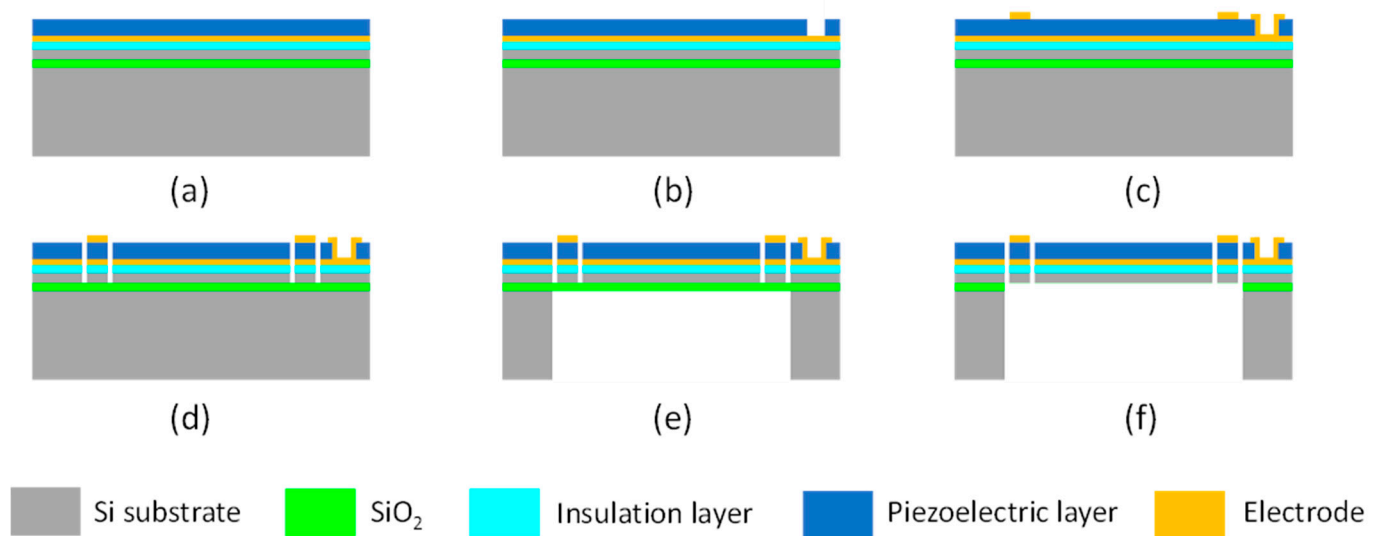 (a)
(b)
(c)
(d)
(e)
(f)
Si substrate
SiO₂
Insulation layer
Piezoelectric layer
Electrode